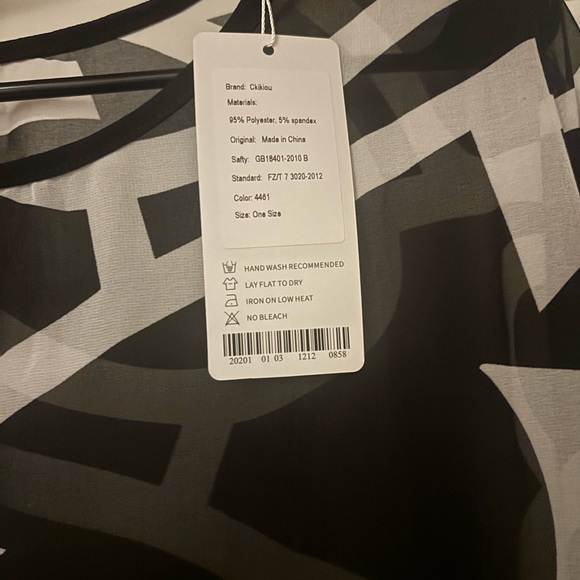 Brand: Ckikiou
Materials:
95% Polyester, 5% spandex
Original: Made in China
Safty: GB18401-2010 B
Standard: FZ/T 7 3020-2012
Color: 4461
Size: One Size
HAND WASH RECOMMENDED
LAY FLAT TO DRY
IRON ON LOW HEAT
NO BLEACH
20201 01 03 1212 0858